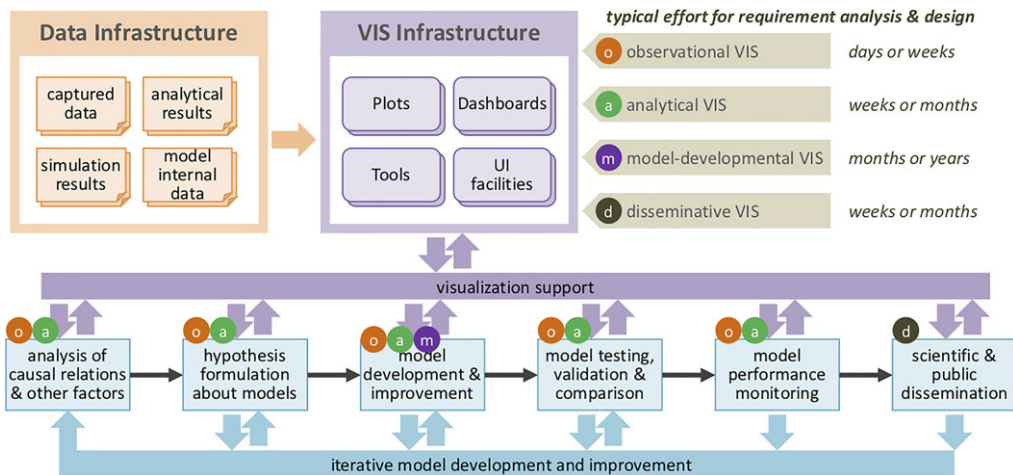 typical effort for requirement analysis & design
Data Infrastructure
VIS Infrastructure
captured
data
analytical
results
simulation
results
model
internal
data
Plots
Dashboards
Tools
UI
facilities
o observational VIS days or weeks
a analytical VIS weeks or months
m model-developmental VIS months or years
d disseminative VIS weeks or months
visualization support
o a
analysis of
causal relations
& other factors
o a
hypothesis
formulation
about models
o a m
model
development &
improvement
o a
model testing,
validation &
comparison
o a
model
performance
monitoring
d
scientific &
public
dissemination
iterative model development and improvement